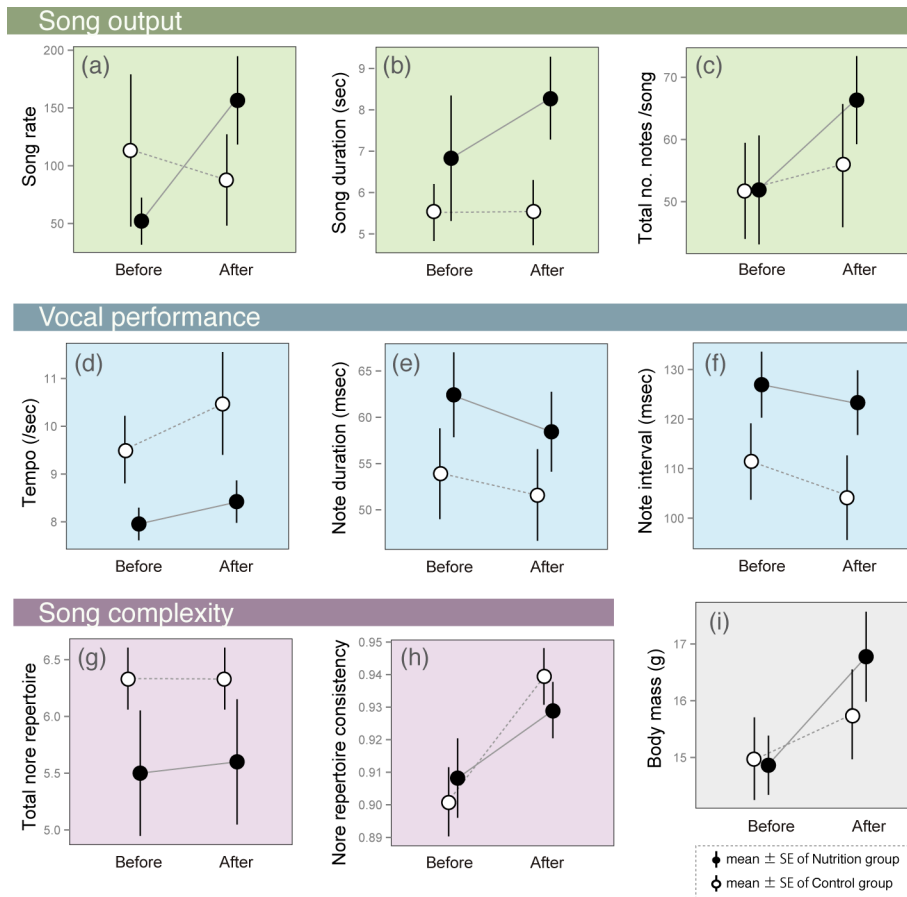 Song output
(a)
200
150
100
50
Song rate
Before
After
(b)
9
8
7
6
5
Song duration (sec)
Before
After
(c)
70
60
50
Total no. notes /song
Before
After
Vocal performance
(d)
11
10
9
8
Tempo (/sec)
Before
After
(e)
65
60
55
50
Note duration (msec)
Before
After
(f)
130
120
110
100
Note interval (msec)
Before
After
Song complexity
(g)
6.5
6.0
5.5
5.0
Total nore repertoire
Before
After
(h)
0.95
0.94
0.93
0.92
0.91
0.90
0.89
Nore repertoire consistency
Before
After
(i)
17
16
15
Body mass (g)
Before
After
mean ± SE of Nutrition group
mean ± SE of Control group